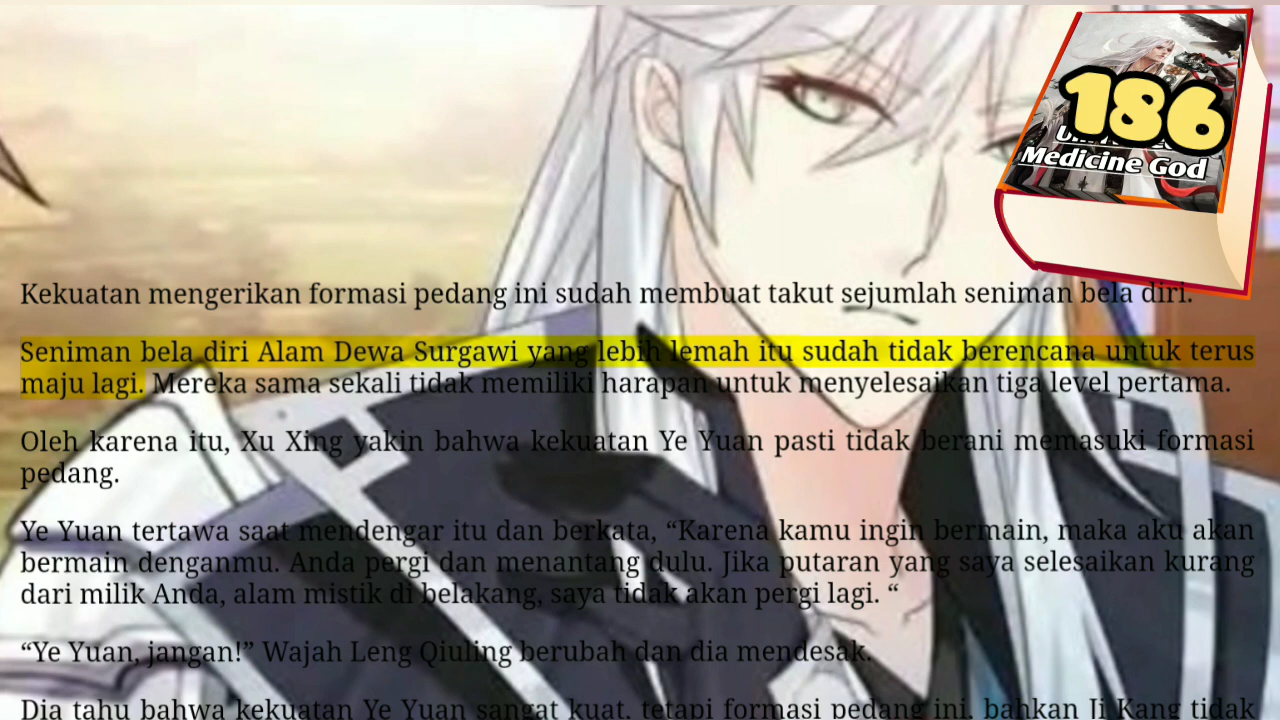 186
Medicine God
Kekuatan mengerikan formasi pedang ini sudah membuat takut sejumlah seniman bela diri.
Seniman bela diri Alam Dewa Surgawi yang lebih lemah itu sudah tidak berencana untuk terus
maju lagi. Mereka sama sekali tidak memiliki harapan untuk menyelesaikan tiga level pertama.
Oleh karena itu, Xu Xing yakin bahwa kekuatan Ye Yuan pasti tidak berani memasuki formasi
pedang.
Ye Yuan tertawa saat mendengar itu dan berkata, “Karena kamu ingin bermain, maka aku akan
bermain denganmu. Anda pergi dan menantang dulu. Jika putaran yang saya selesaikan kurang
dari milik Anda, alam mistik di belakang, saya tidak akan pergi lagi. “
“Ye Yuan, jangan!” Wajah Leng Qiuling berubah dan dia mendesak.
Dia tahu bahwa kekuatan Ye Yuan sangat kuat, tetapi formasi pedang ini, bahkan Ji Kang tidak